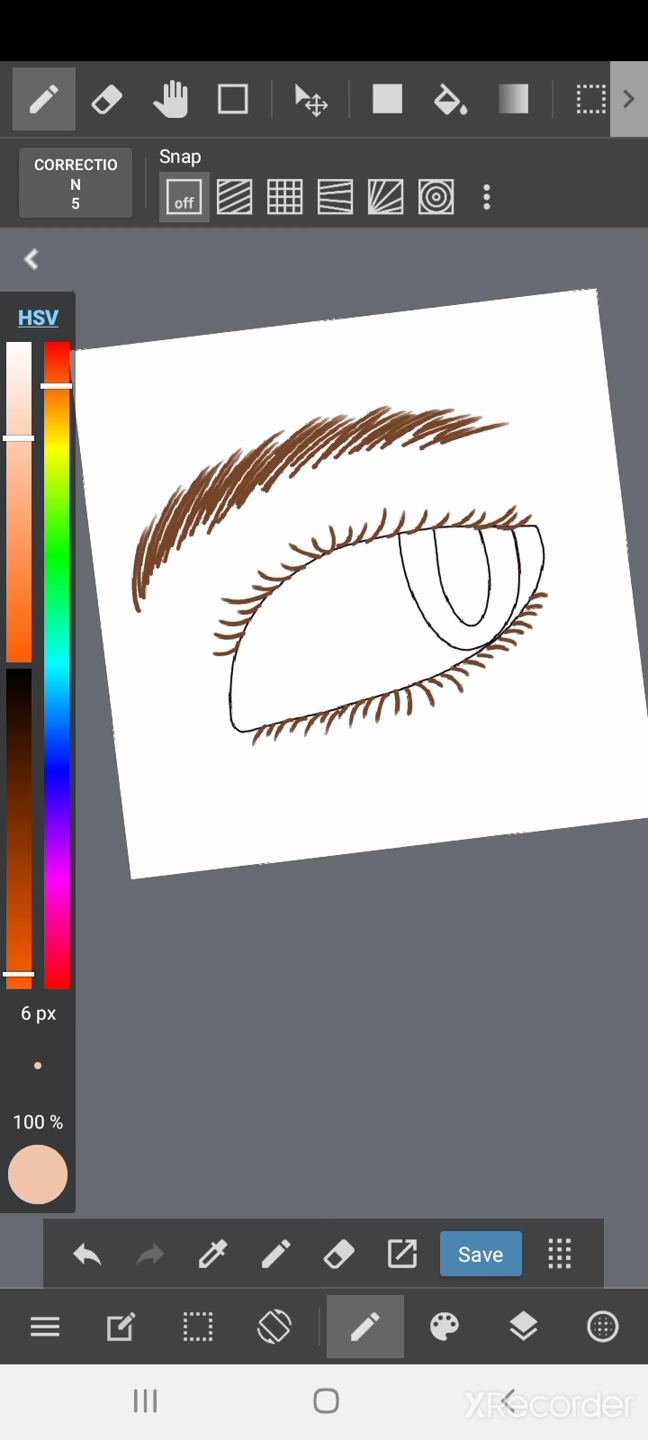 Snap
CORRECTIO
N
5
off
HSV
6 px
100 %
Save
XRecorder